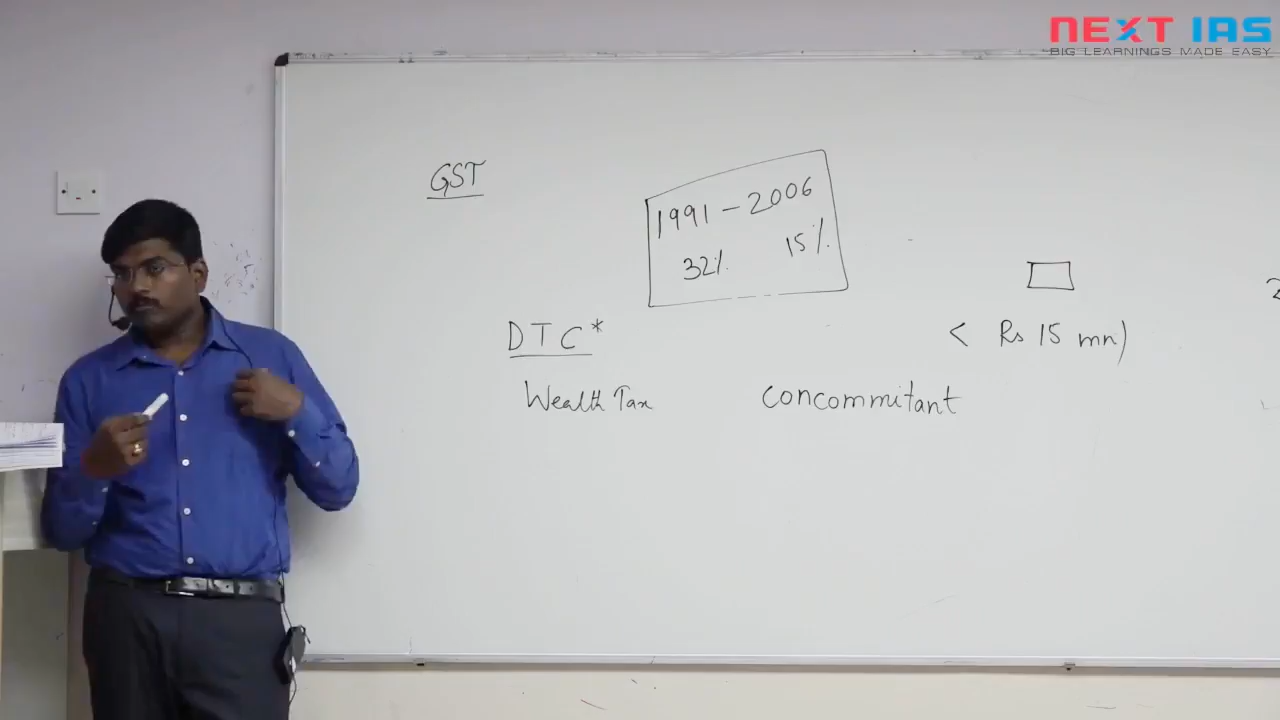 NEXT IAS
BIG LEARNINGS MADE EASY
GST
1991 - 2006
32% 15%
DTC*
< Rs 15 mn)
Wealth Tax
concommitant